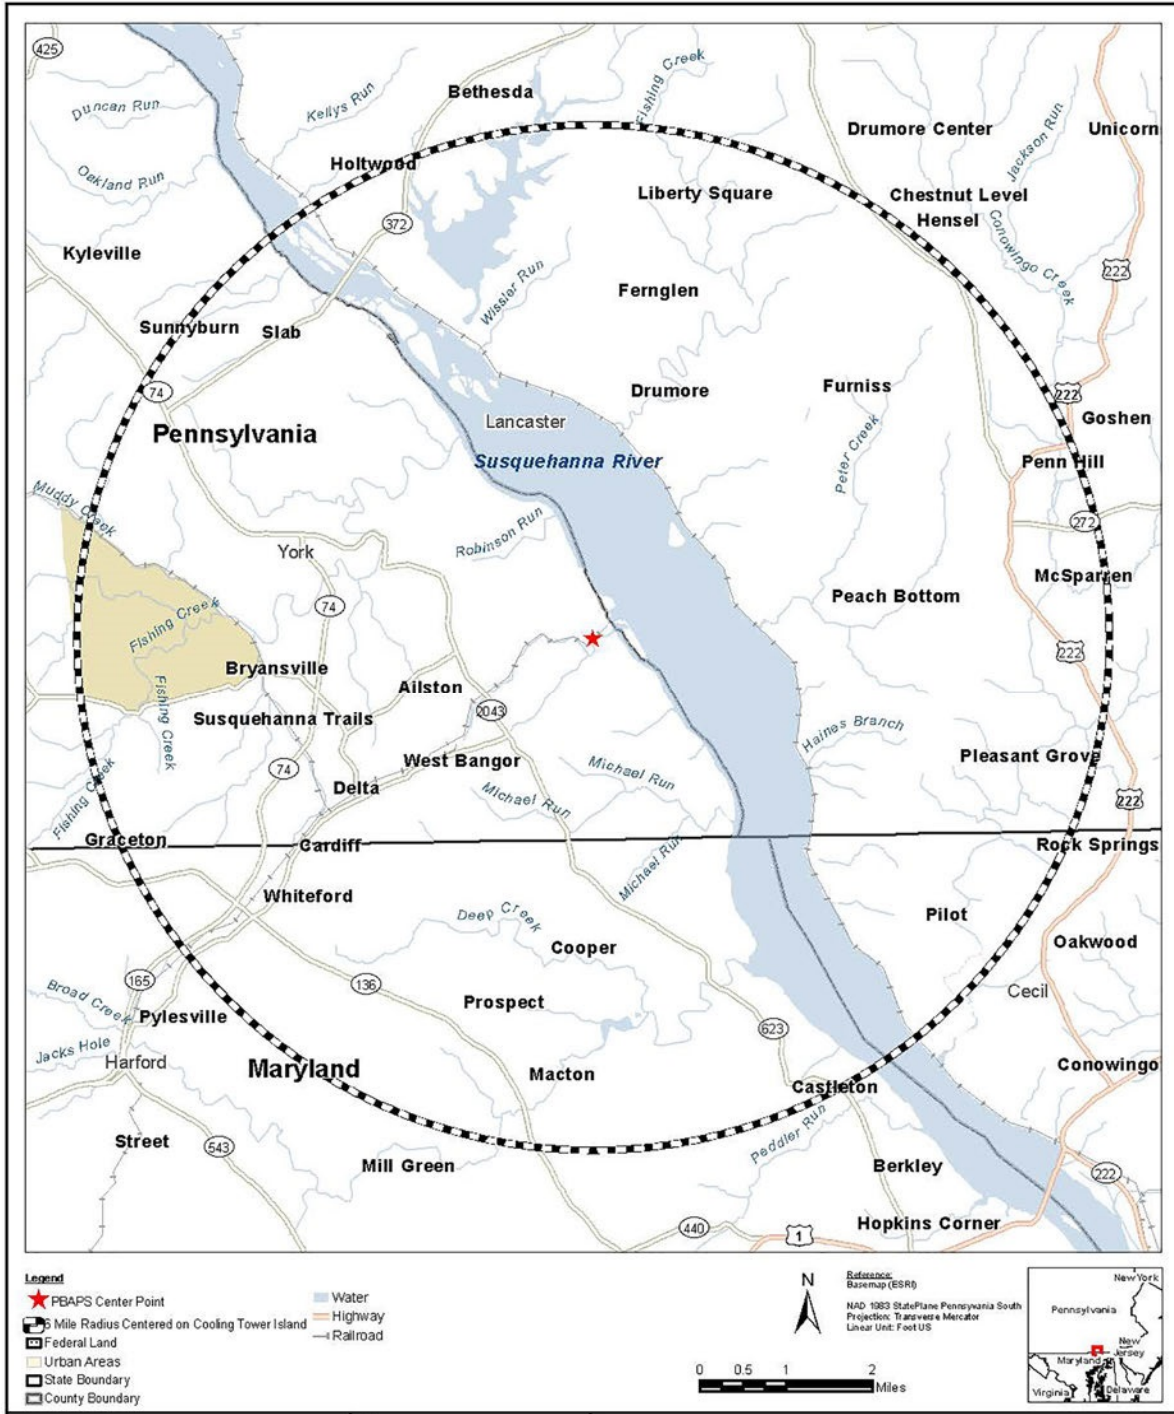 425
Duncan Run
Kellys Run
Bethesda
Fishing Creek
Drumore Center
Jackson Run
Unicorn
Oakland Run
Holtwood
Liberty Square
Chestnut Level
Hensel
372
Conowingo Creek
Kyleville
222
Wissler Run
Fernglen
Sunnyburn
Slab
74
Drumore
Furniss
222
Goshen
Lancaster
Pennsylvania
Peter Creek
Susquehanna River
Penn Hill
Muddy Creek
Robinson Run
272
York
McSparren
74
Peach Bottom
Fishing Creek
222
Bryansville
Ailston
Fishing Creek
2043
Susquehanna Trails
Haines Branch
West Bangor
Pleasant Grove
74
Michael Run
Delta
Michael Run
222
Fishing Creek
Graceton
Cardiff
Rock Springs
Michael Run
Whiteford
Deep Creek
Pilot
Cooper
Oakwood
165
136
Broad Creek
Prospect
Cecil
Pylesville
623
Jacks Hole
Harford
Maryland
Macton
Conowingo
Castleton
Peddler Run
Street
543
Mill Green
Berkley
222
440
1
Hopkins Corner
Legend
PBAPS Center Point
6 Mile Radius Centered on Cooling Tower Island
Federal Land
Urban Areas
State Boundary
County Boundary
Water
Highway
Railroad
N
Reference:
Basemap (ESRI)
NAD 1983 StatePlane Pennsywania South
Projection: Transverse Mercator
Linear Unit: Foot US
0 0.5 1 2
Miles
New York
Pennsylvania
New
Jersey
Maryland
Virginia
Delaware